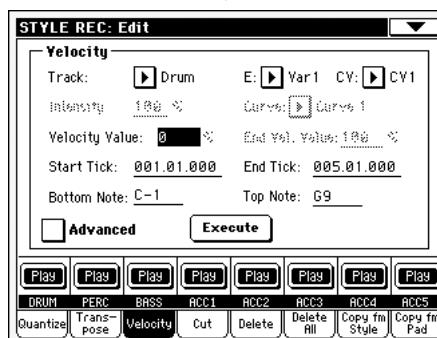 STYLE REC: Edit
Velocity
Track: Drum E: Var1 CV: CV1
Intensity 100 % Curve: Curve 1
Velocity Value: 0 % End Vel. Value: 100 %
Start Tick: 001.01.000 End Tick: 005.01.000
Bottom Note: C-1 Top Note: G9
Advanced Execute
Play Play Play Play Play Play Play Play
DRUM PERC BASS ACC1 ACC2 ACC3 ACC4 ACC5
Quantize Trans- Velocity Cut Delete Delete Copy fm Copy fm
pose All Style Pad